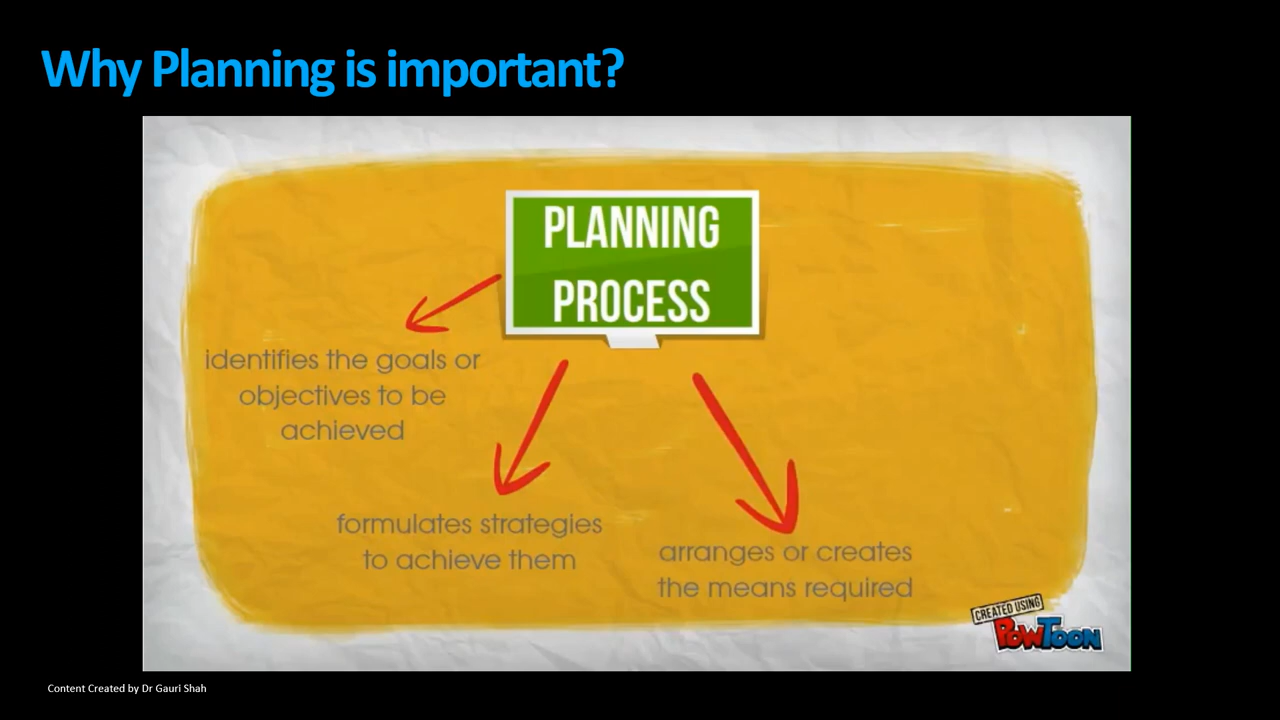 Why Planning is important?
PLANNING
PROCESS
identifies the goals or
objectives to be
achieved
formulates strategies
to achieve them
arranges or creates
the means required
CREATED USING
PowToon
Content Created by Dr Gauri Shah